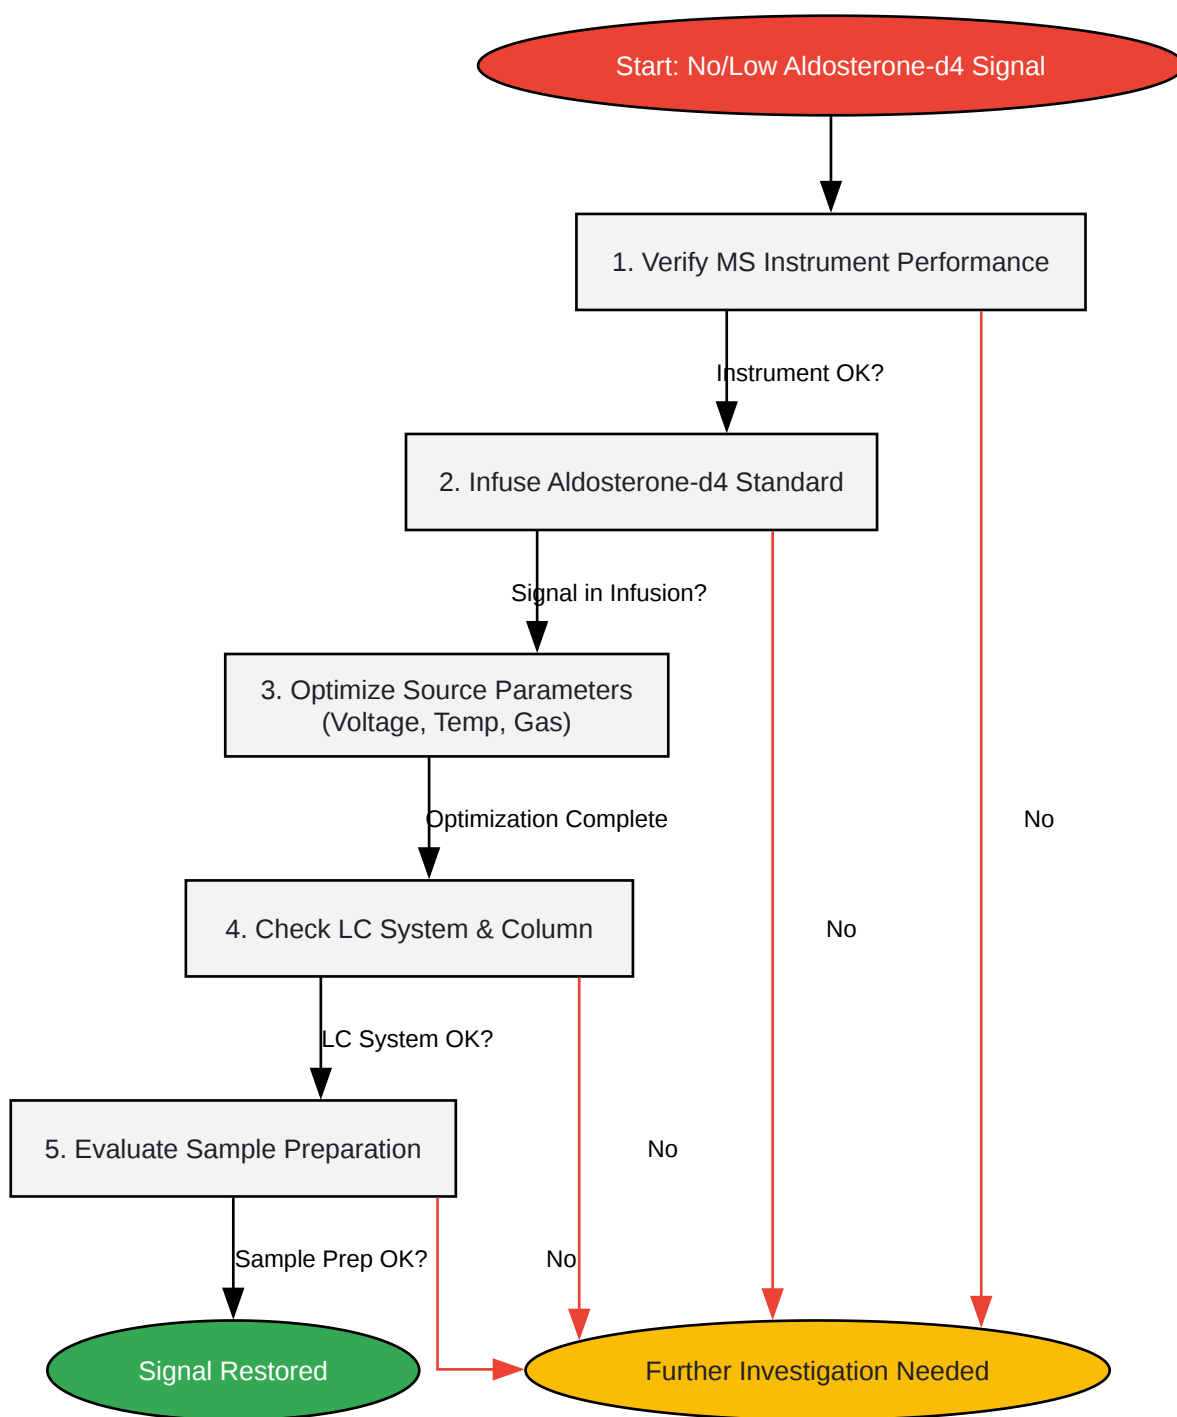 Start: No/Low Aldosterone-d4 Signal
1. Verify MS Instrument Performance
Instrument OK?
2. Infuse Aldosterone-d4 Standard
Signal in Infusion?
3. Optimize Source Parameters
(Voltage, Temp, Gas)
Optimization Complete
No
4. Check LC System & Column
No
LC System OK?
5. Evaluate Sample Preparation
No
Sample Prep OK?
No
Signal Restored
Further Investigation Needed